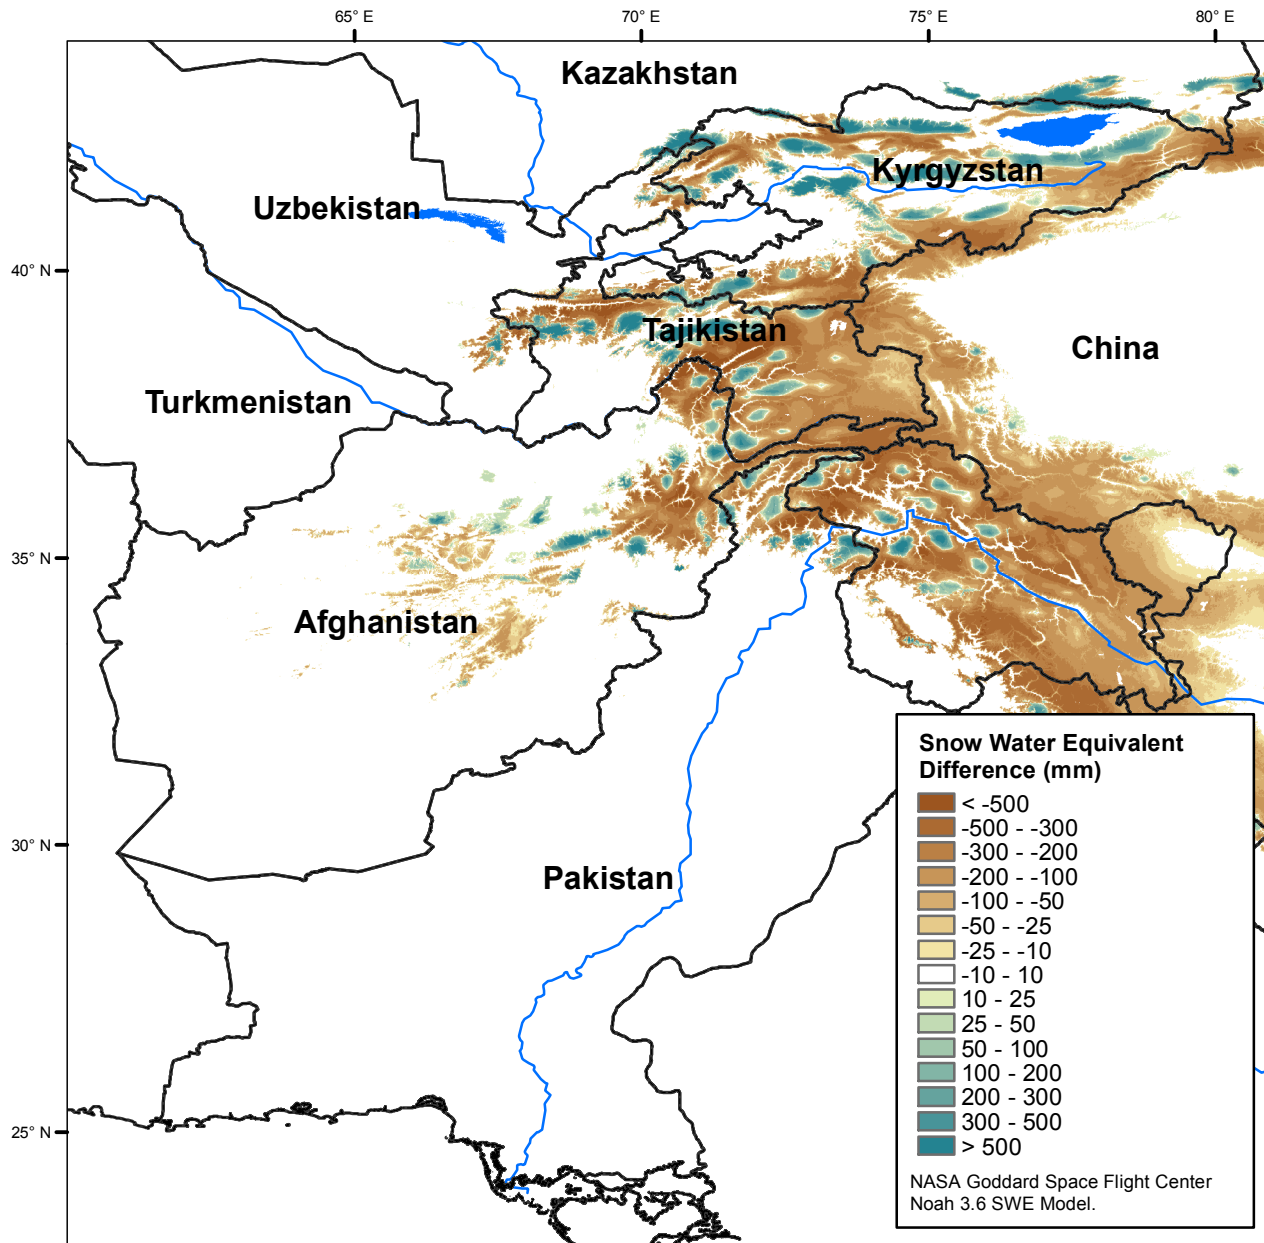 65° E
70° E
75° E
80° E
Kazakhstan
Kyrgyzstan
Uzbekistan
40° N
Tajikistan
China
Turkmenistan
35° N
Afghanistan
Snow Water Equivalent
Difference (mm)
< -500
-500 - -300
-300 - -200
-200 - -100
-100 - -50
-50 - -25
-25 - -10
-10 - 10
10 - 25
25 - 50
50 - 100
100 - 200
200 - 300
300 - 500
> 500
30° N
Pakistan
25° N
NASA Goddard Space Flight Center
Noah 3.6 SWE Model.